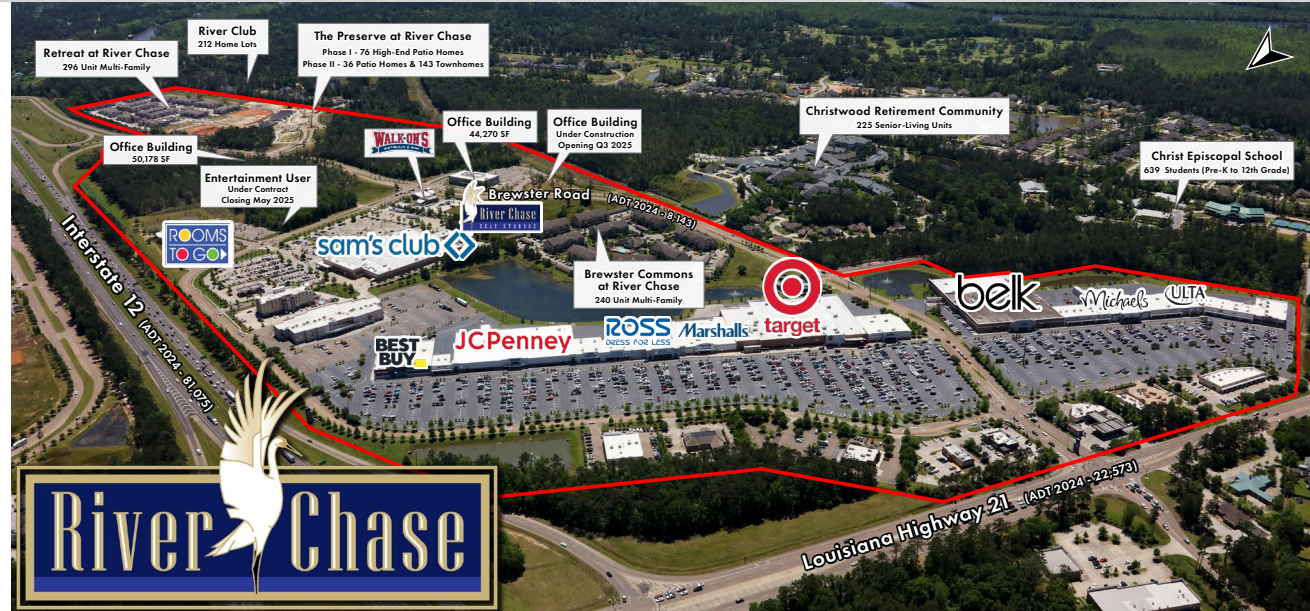 River Club
212 Home Lots
The Preserve at River Chase
Phase I - 76 High-End Patio Homes
Phase II - 36 Patio Homes & 143 Townhomes
Retreat at River Chase
296 Unit Multi-Family
Office Building
44,270 SF
Office Building
Under Construction
Opening Q3 2025
Christwood Retirement Community
225 Senior-Living Units
WALK-ON'S
Office Building
50,178 SF
Christ Episcopal School
639 Students (Pre-K to 12th Grade)
Entertainment User
Under Contract
Closing May 2025
Brewster Road
(ADT 2024 - 8,143)
River Chase
SELF STORAGE
Interstate 12
(ADT 2024 - 81,075)
ROOMS
TO GO
sam's club
Brewster Commons
at River Chase
240 Unit Multi-Family
target
belk
Michaels
ULTA
BEST
BUY
JCPenney
ROSS
DRESS FOR LESS
Marshalls
River Chase
Louisiana Highway 21
(ADT 2024 - 22,573)